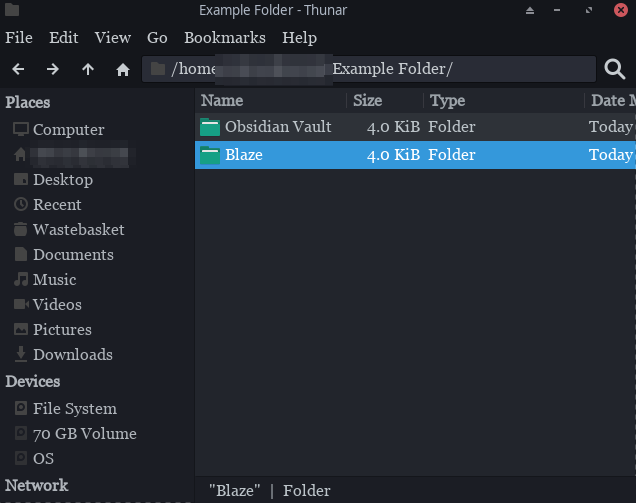 Example Folder - Thunar
File Edit View Go Bookmarks Help
/home Example Folder/
Places
Computer
Desktop
Recent
Wastebasket
Documents
Music
Videos
Pictures
Downloads
Devices
File System
70 GB Volume
OS
Network
Name Size Type Date M
Obsidian Vault 4.0 KiB Folder Today
Blaze 4.0 KiB Folder Today
"Blaze" | Folder